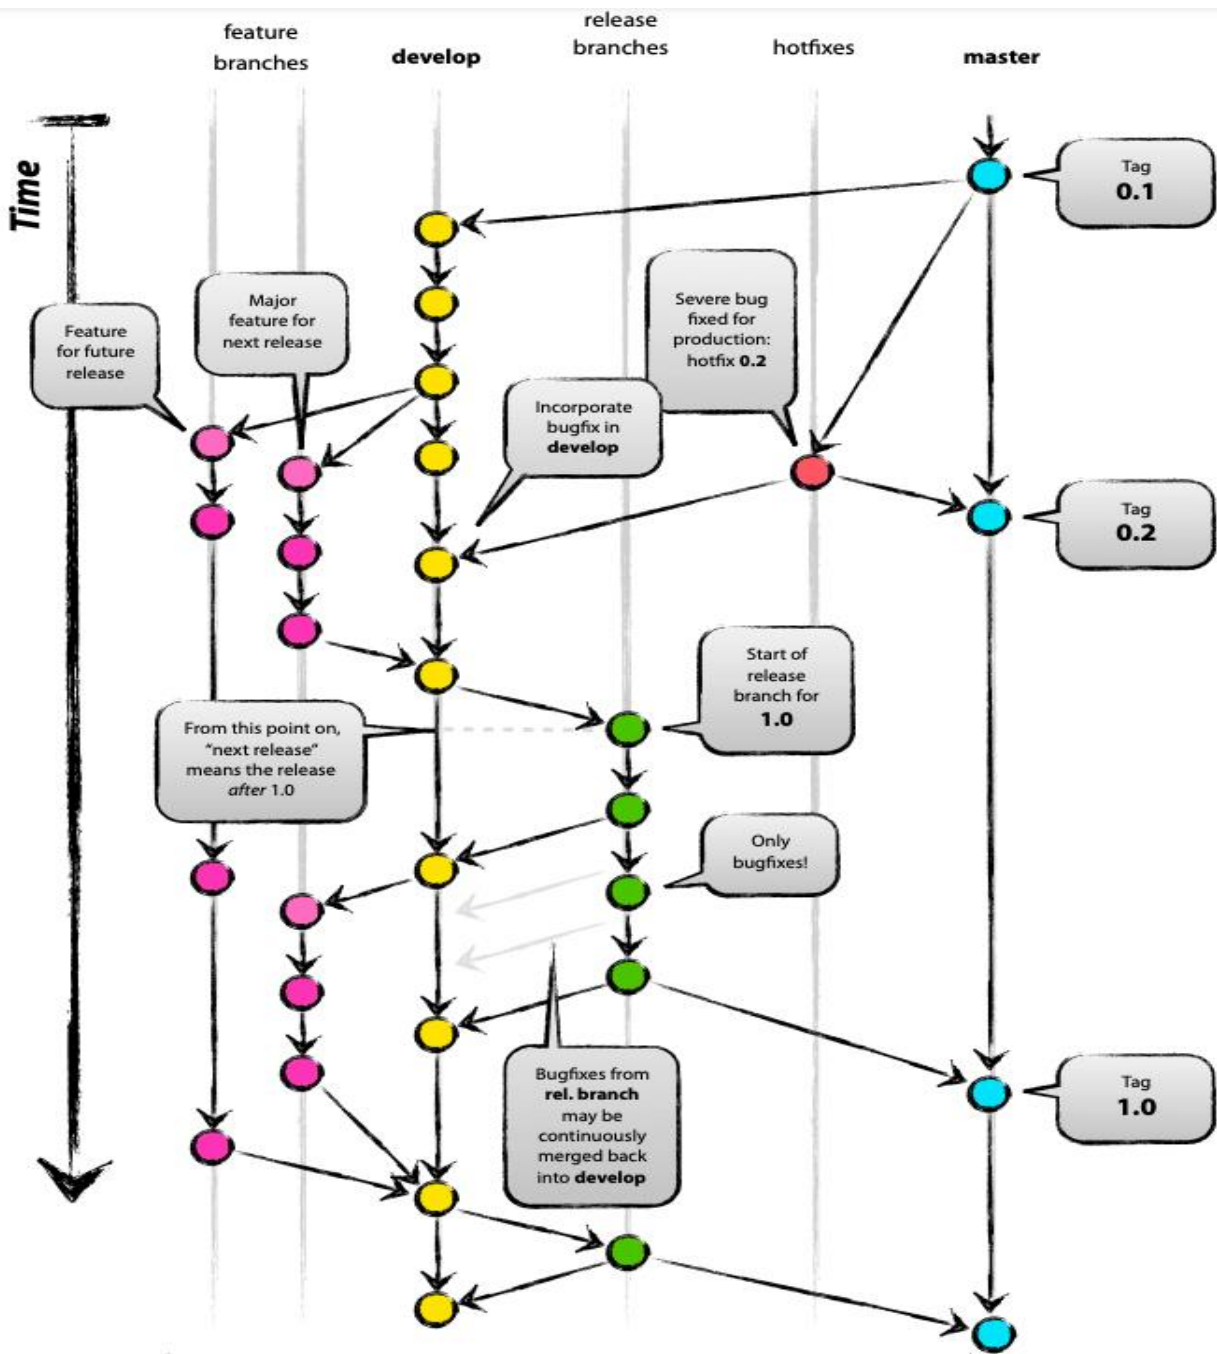 feature
branches
develop
release
branches
hotfixes
master
Time
Tag
0.1
Feature
for future
release
Major
feature for
next release
Severe bug
fixed for
production:
hotfix 0.2
Incorporate
bugfix in
develop
Tag
0.2
Start of
release
branch for
1.0
From this point on,
“next release”
means the release
after 1.0
Only
bugfixes!
Bugfixes from
rel. branch
may be
continuously
merged back
into develop
Tag
1.0